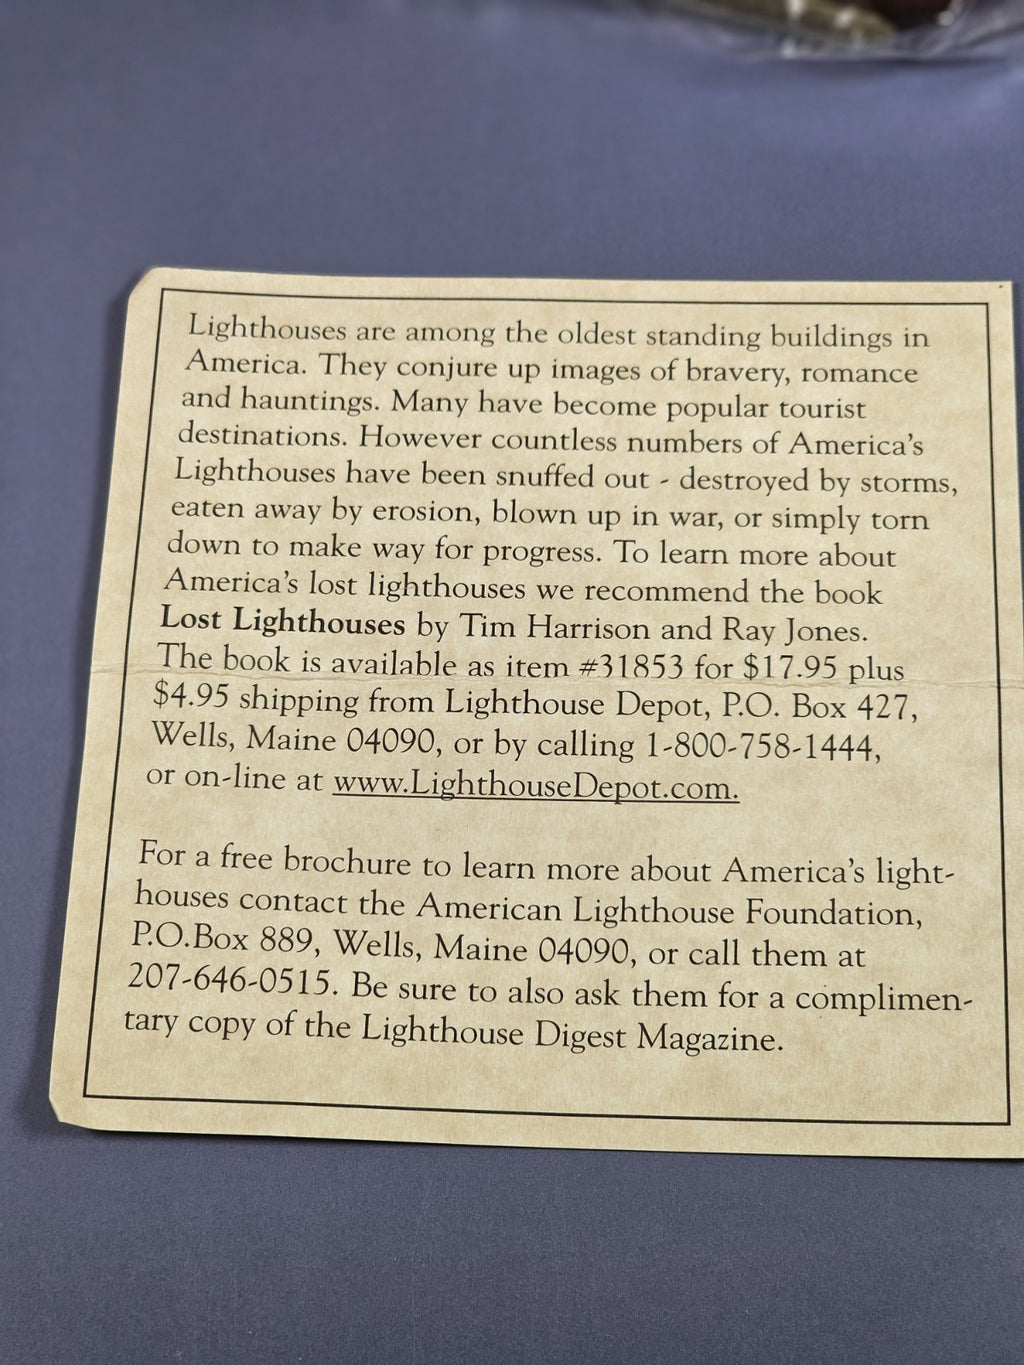 Lighthouses are among the oldest standing buildings in
America. They conjure up images of bravery, romance
and hauntings. Many have become popular tourist
destinations. However countless numbers of America's
Lighthouses have been snuffed out - destroyed by storms,
eaten away by erosion, blown up in war, or simply torn
down to make way for progress. To learn more about
America's lost lighthouses we recommend the book
Lost Lighthouses by Tim Harrison and Ray Jones.
The book is available as item #31853 for $17.95 plus
$4.95 shipping from Lighthouse Depot, P.O. Box 427,
Wells, Maine 04090, or by calling 1-800-758-1444,
or on-line at www.LighthouseDepot.com.
For a free brochure to learn more about America's light-
houses contact the American Lighthouse Foundation,
P.O.Box 889, Wells, Maine 04090, or call them at
207-646-0515. Be sure to also ask them for a complimen-
tary copy of the Lighthouse Digest Magazine.